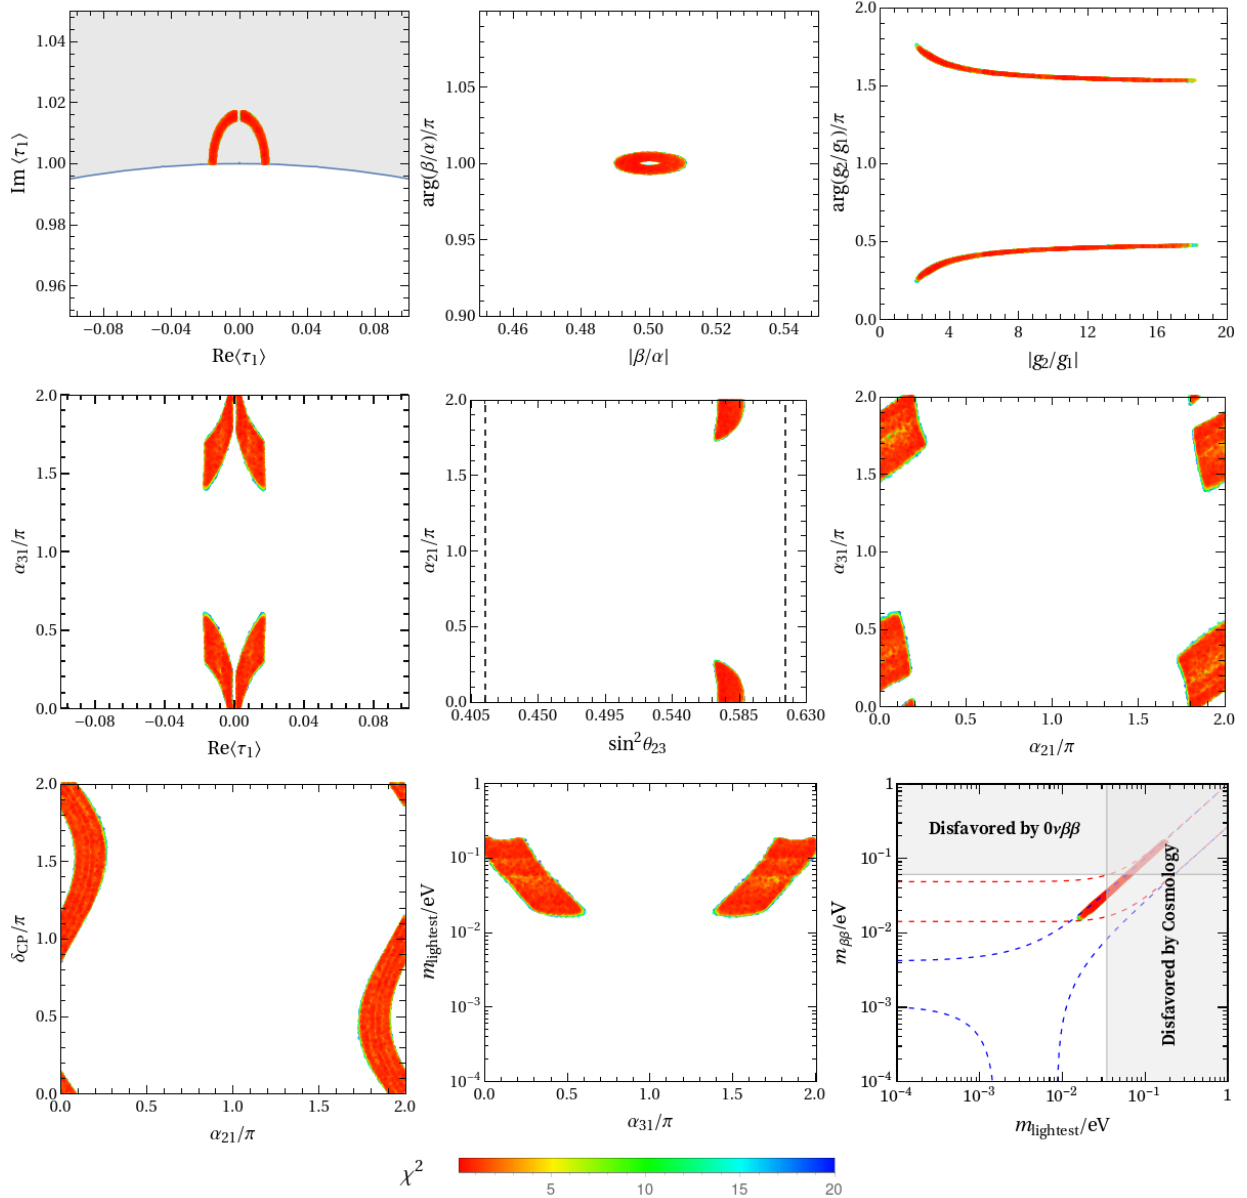 1.04
1.02
1.00
0.98
0.96
Im ⟨τ₁⟩
−0.08 −0.04 0.00 0.04 0.08
Re⟨τ₁⟩
1.05
1.00
0.95
0.90
arg(β/α)/π
0.46 0.48 0.50 0.52 0.54
|β/α|
2.0
1.5
1.0
0.5
0.0
arg(g₂/g₁)/π
0 4 8 12 16 20
|g₂/g₁|
2.0
1.5
1.0
0.5
0.0
α₃₁/π
−0.08 −0.04 0.00 0.04 0.08
Re⟨τ₁⟩
2.0
1.5
1.0
0.5
0.0
α₂₁/π
0.405 0.450 0.495 0.540 0.585 0.630
sin²θ₂₃
2.0
1.5
1.0
0.5
0.0
α₃₁/π
0.0 0.5 1.0 1.5 2.0
α₂₁/π
2.0
1.5
1.0
0.5
0.0
δ_CP/π
0.0 0.5 1.0 1.5 2.0
α₂₁/π
1
10⁻¹
10⁻²
10⁻³
10⁻⁴
m_lightest/eV
0.0 0.5 1.0 1.5 2.0
α₃₁/π
1
10⁻¹
10⁻²
10⁻³
10⁻⁴
m_ββ/eV
Disfavored by 0νββ
Disfavored by Cosmology
10⁻⁴ 10⁻³ 10⁻² 10⁻¹ 1
m_lightest/eV
χ²
5 10 15 20